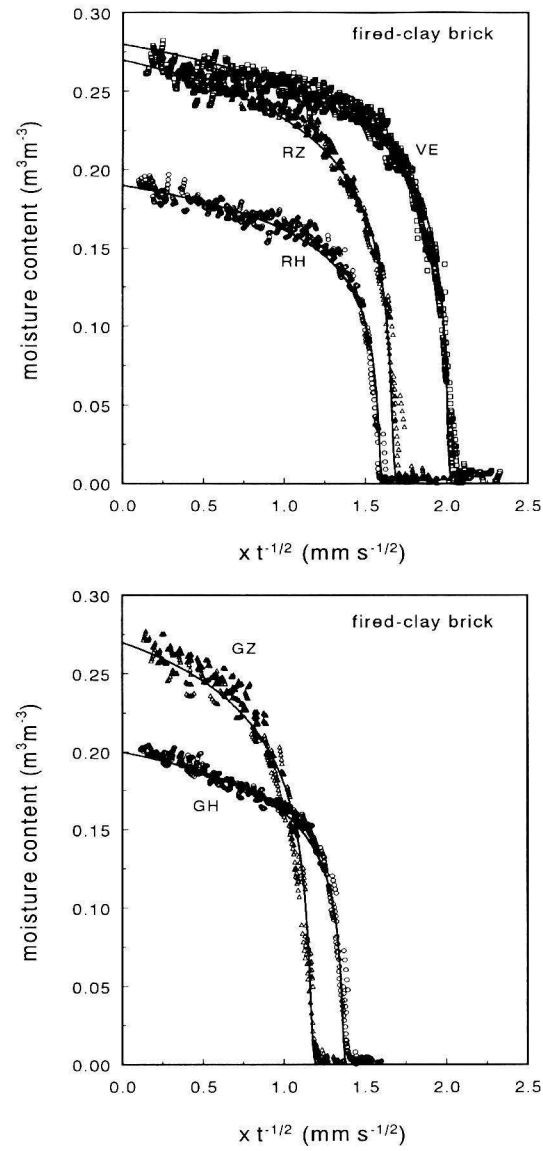 0.30
fired-clay brick
0.25
0.20
0.15
0.10
0.05
0.00
VE
RZ
RH
moisture content (m³m⁻³)
0.0 0.5 1.0 1.5 2.0 2.5
x t⁻¹/² (mm s⁻¹/²)
0.30
fired-clay brick
0.25
0.20
0.15
0.10
0.05
0.00
GZ
GH
moisture content (m³m⁻³)
0.0 0.5 1.0 1.5 2.0 2.5
x t⁻¹/² (mm s⁻¹/²)